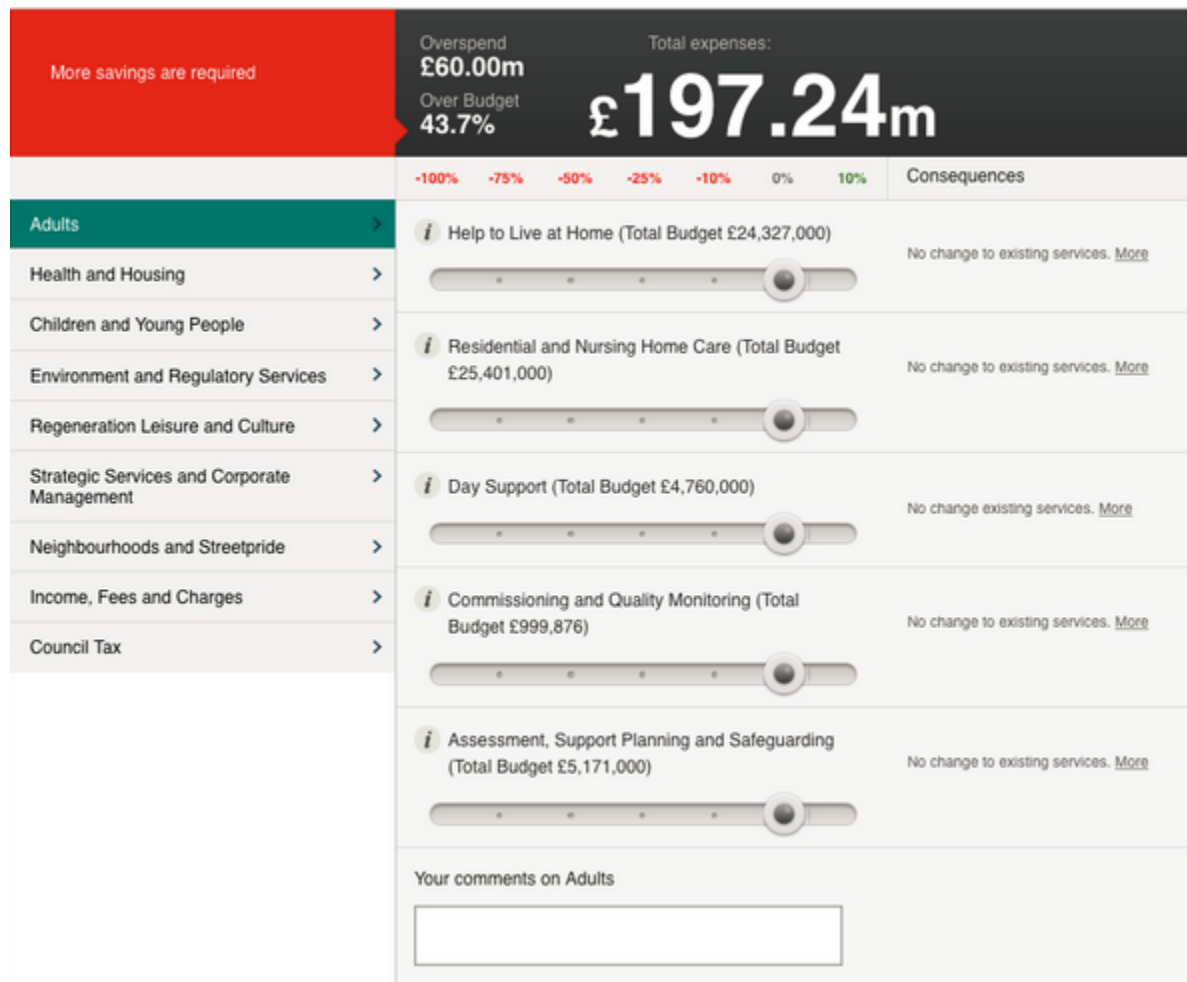 More savings are required
Overspend
£60.00m
Over Budget
43.7%
Total expenses:
£197.24m
-100% -75% -50% -25% -10% 0% 10% Consequences
Adults
Health and Housing
Children and Young People
Environment and Regulatory Services
Regeneration Leisure and Culture
Strategic Services and Corporate
Management
Neighbourhoods and Streetpride
Income, Fees and Charges
Council Tax
i Help to Live at Home (Total Budget £24,327,000)
No change to existing services. More
i Residential and Nursing Home Care (Total Budget
£25,401,000)
No change to existing services. More
i Day Support (Total Budget £4,760,000)
No change existing services. More
i Commissioning and Quality Monitoring (Total
Budget £999,876)
No change to existing services. More
i Assessment, Support Planning and Safeguarding
(Total Budget £5,171,000)
No change to existing services. More
Your comments on Adults